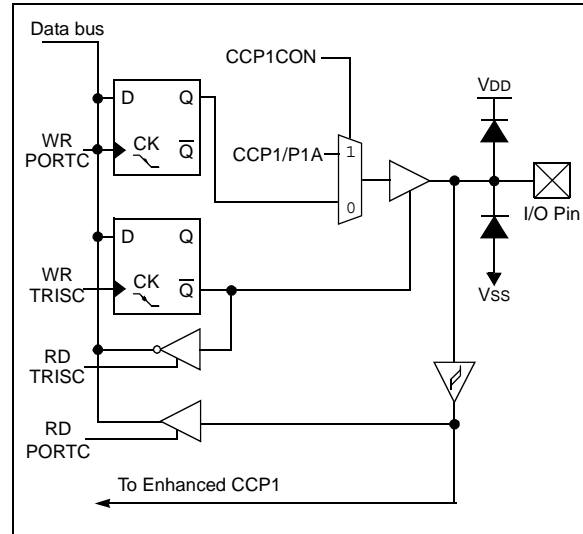 Data bus
CCP1CON
VDD
D Q
WR
PORTC
CK
Q
CCP1/P1A
1
0
I/O Pin
D Q
WR
TRISC
CK
Q
VSS
RD
TRISC
RD
PORTC
To Enhanced CCP1